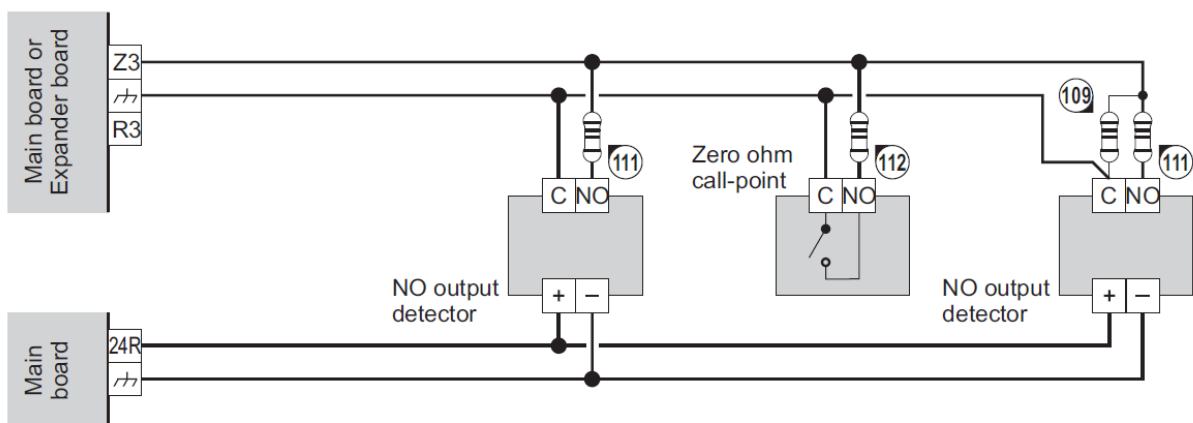 Main board or
Expander board
Z3
R3
109
111
112
111
Zero ohm
call-point
C NO
C NO
C NO
NO output
detector
+ −
NO output
detector
+ −
Main
board
24R